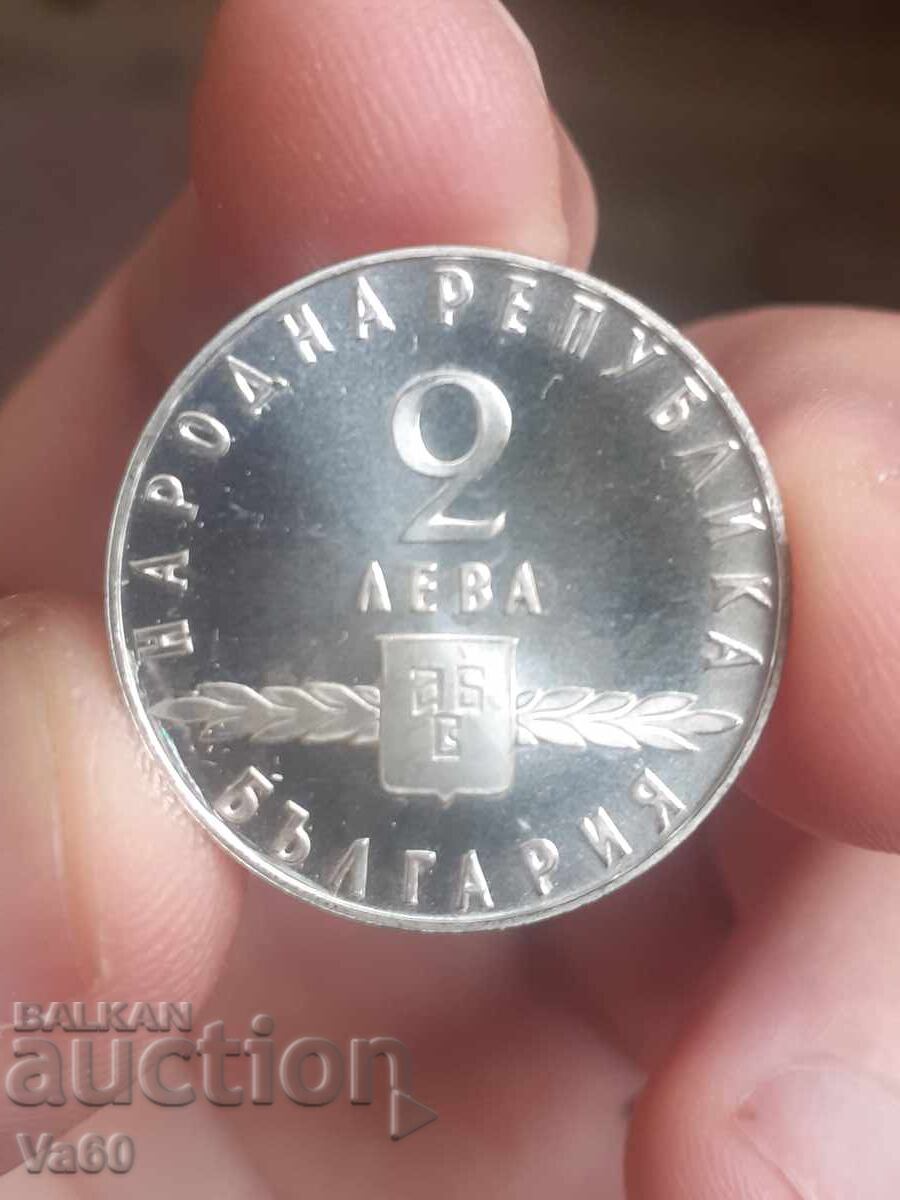 НАРОДНА РЕПУБЛИКА
2
ЛЕВА
БЪЛГАРИЯ
BALKAN
auction
Va60